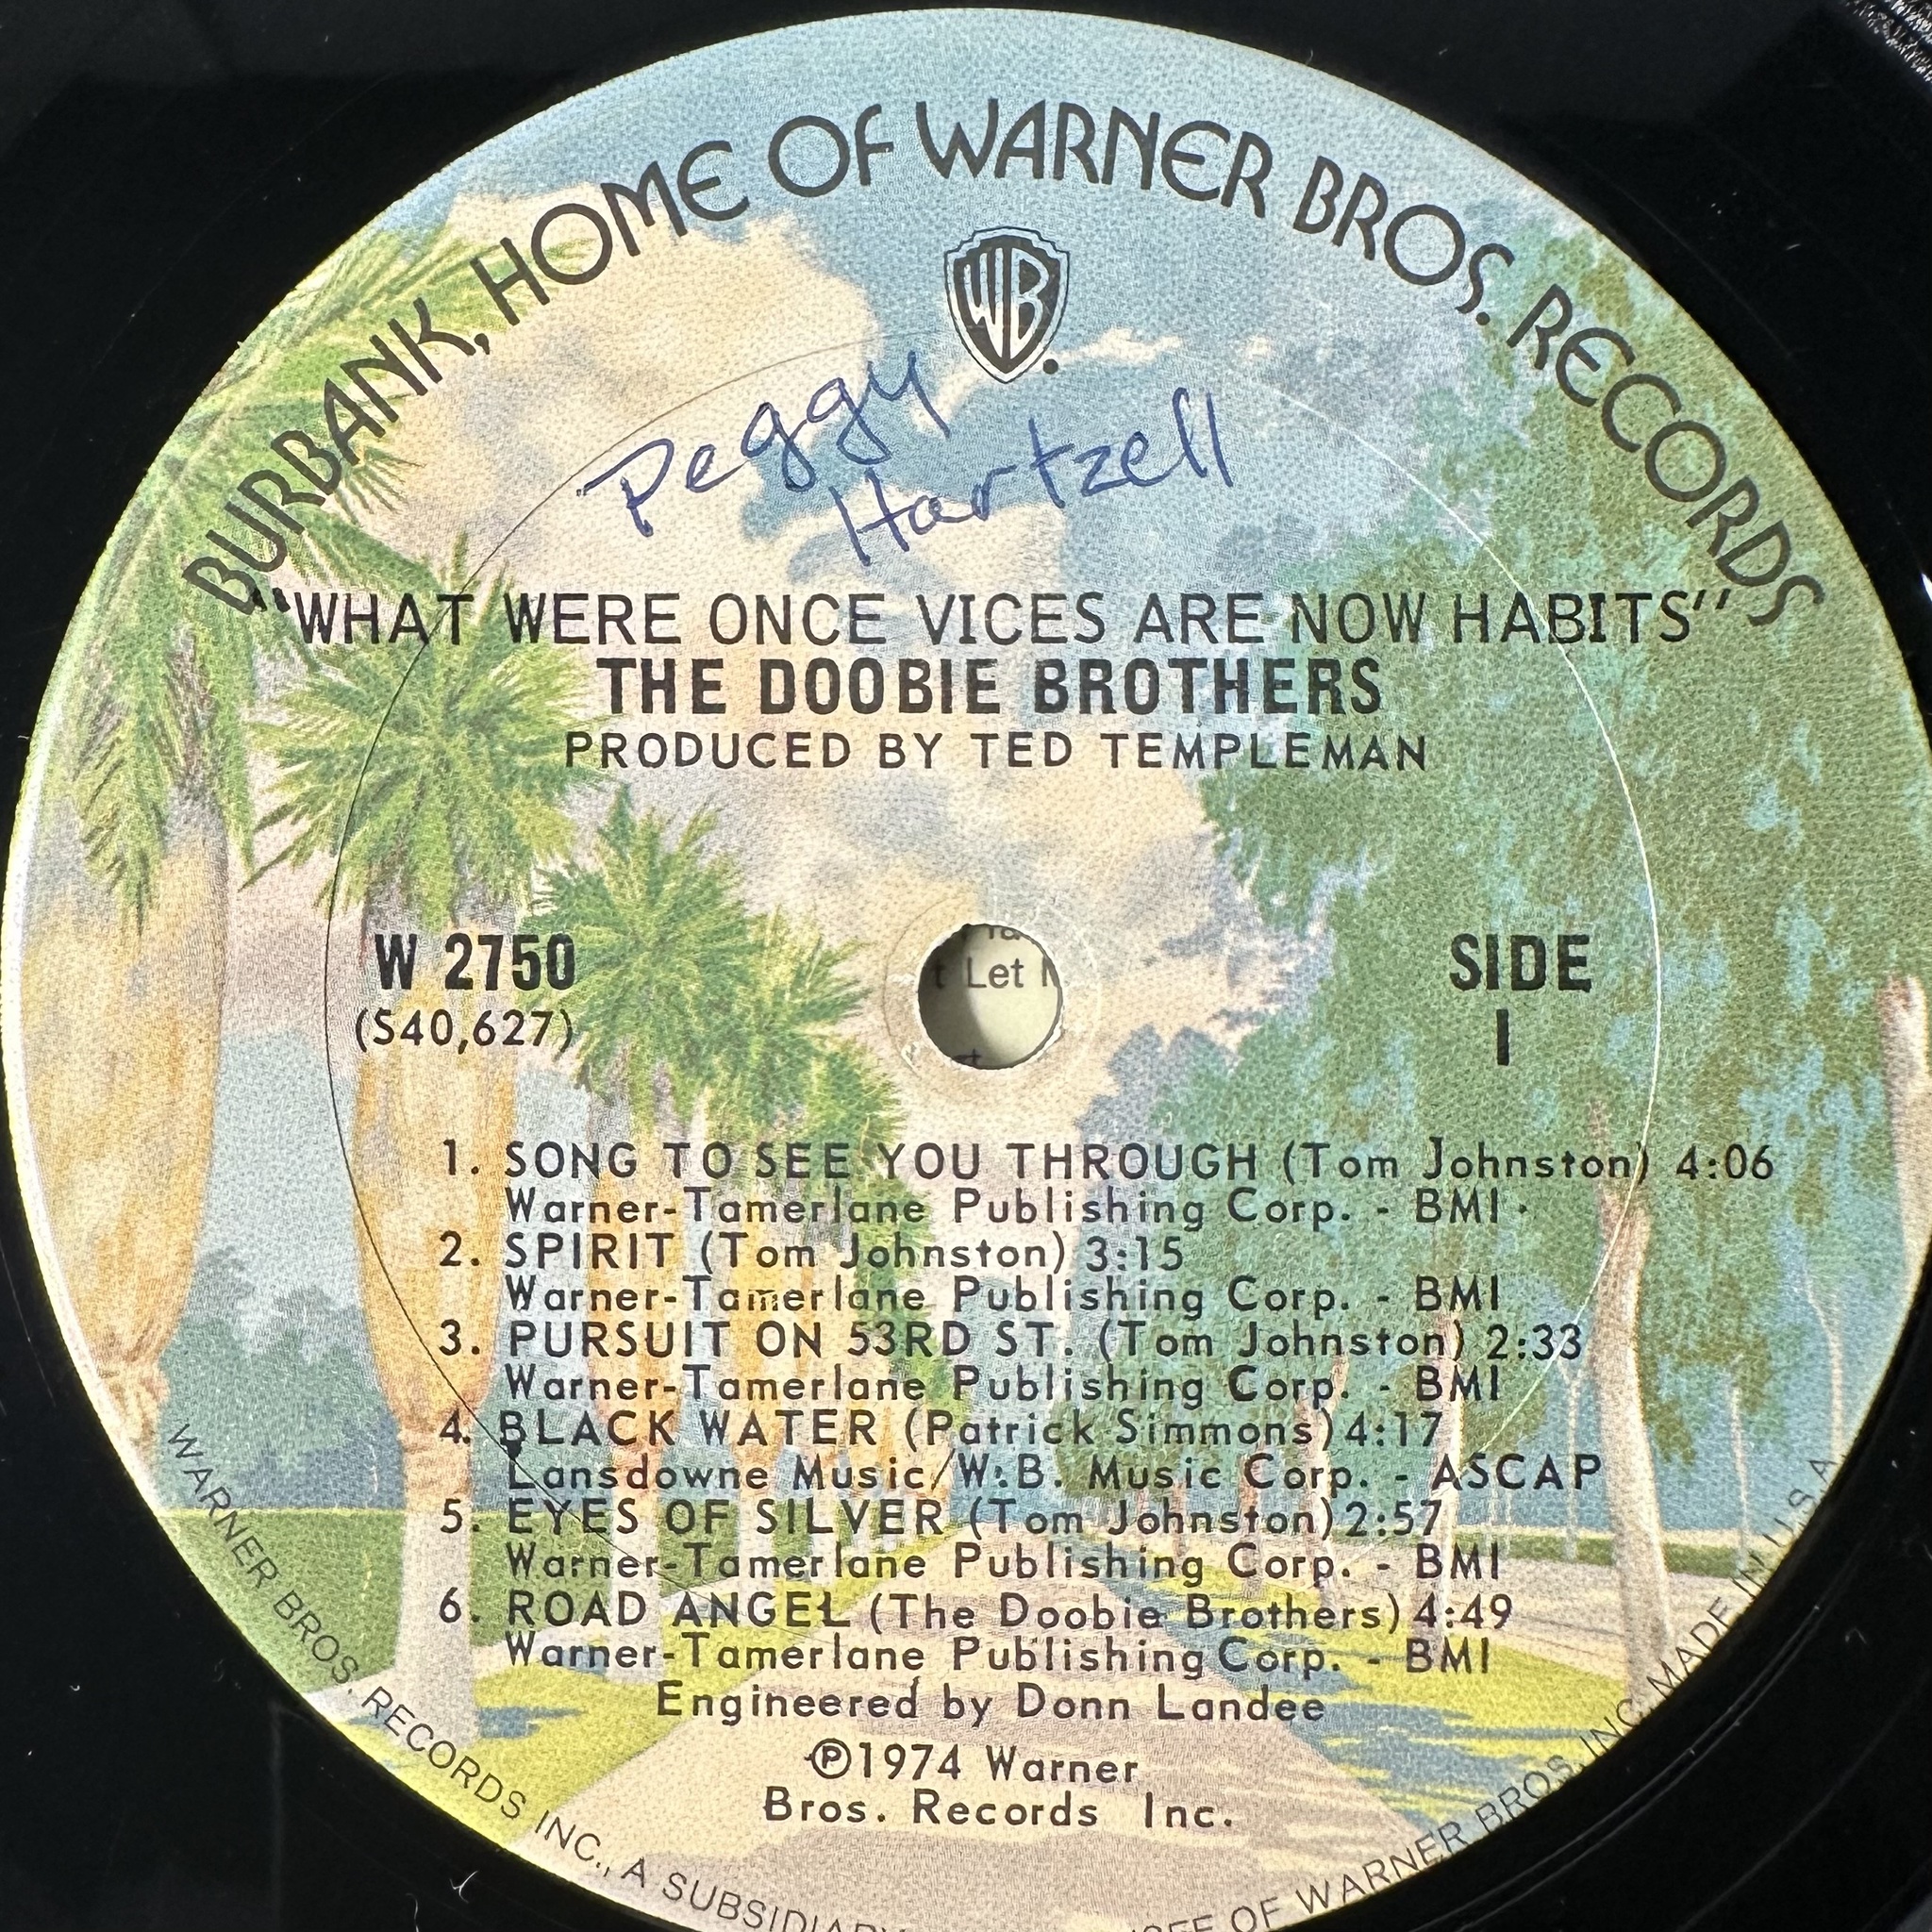 BURBANK, HOME OF WARNER BROS. RECORDS
WB
Peggy
Hartzell
"WHAT WERE ONCE VICES ARE NOW HABITS"
THE DOOBIE BROTHERS
PRODUCED BY TED TEMPLEMAN
W 2750
(S40,627)
Let
SIDE
1
1. SONG TO SEE YOU THROUGH (Tom Johnston) 4:06
Warner-Tamerlane Publishing Corp. - BMI
2. SPIRIT (Tom Johnston) 3:15
Warner-Tamerlane Publishing Corp. - BMI
3. PURSUIT ON 53RD ST. (Tom Johnston) 2:33
Warner-Tamerlane Publishing Corp. - BMI
4. BLACK WATER (Patrick Simmons) 4:17
Lansdowne Music/W.B. Music Corp. - ASCAP
5. EYES OF SILVER (Tom Johnston) 2:57
Warner-Tamerlane Publishing Corp. - BMI
6. ROAD ANGEL (The Doobie Brothers) 4:49
Warner-Tamerlane Publishing Corp. - BMI
Engineered by Donn Landee
℗1974 Warner
Bros. Records Inc.
WARNER BROS. RECORDS INC., A OF WARNER BROS. INC. MADE IN U.S.A.